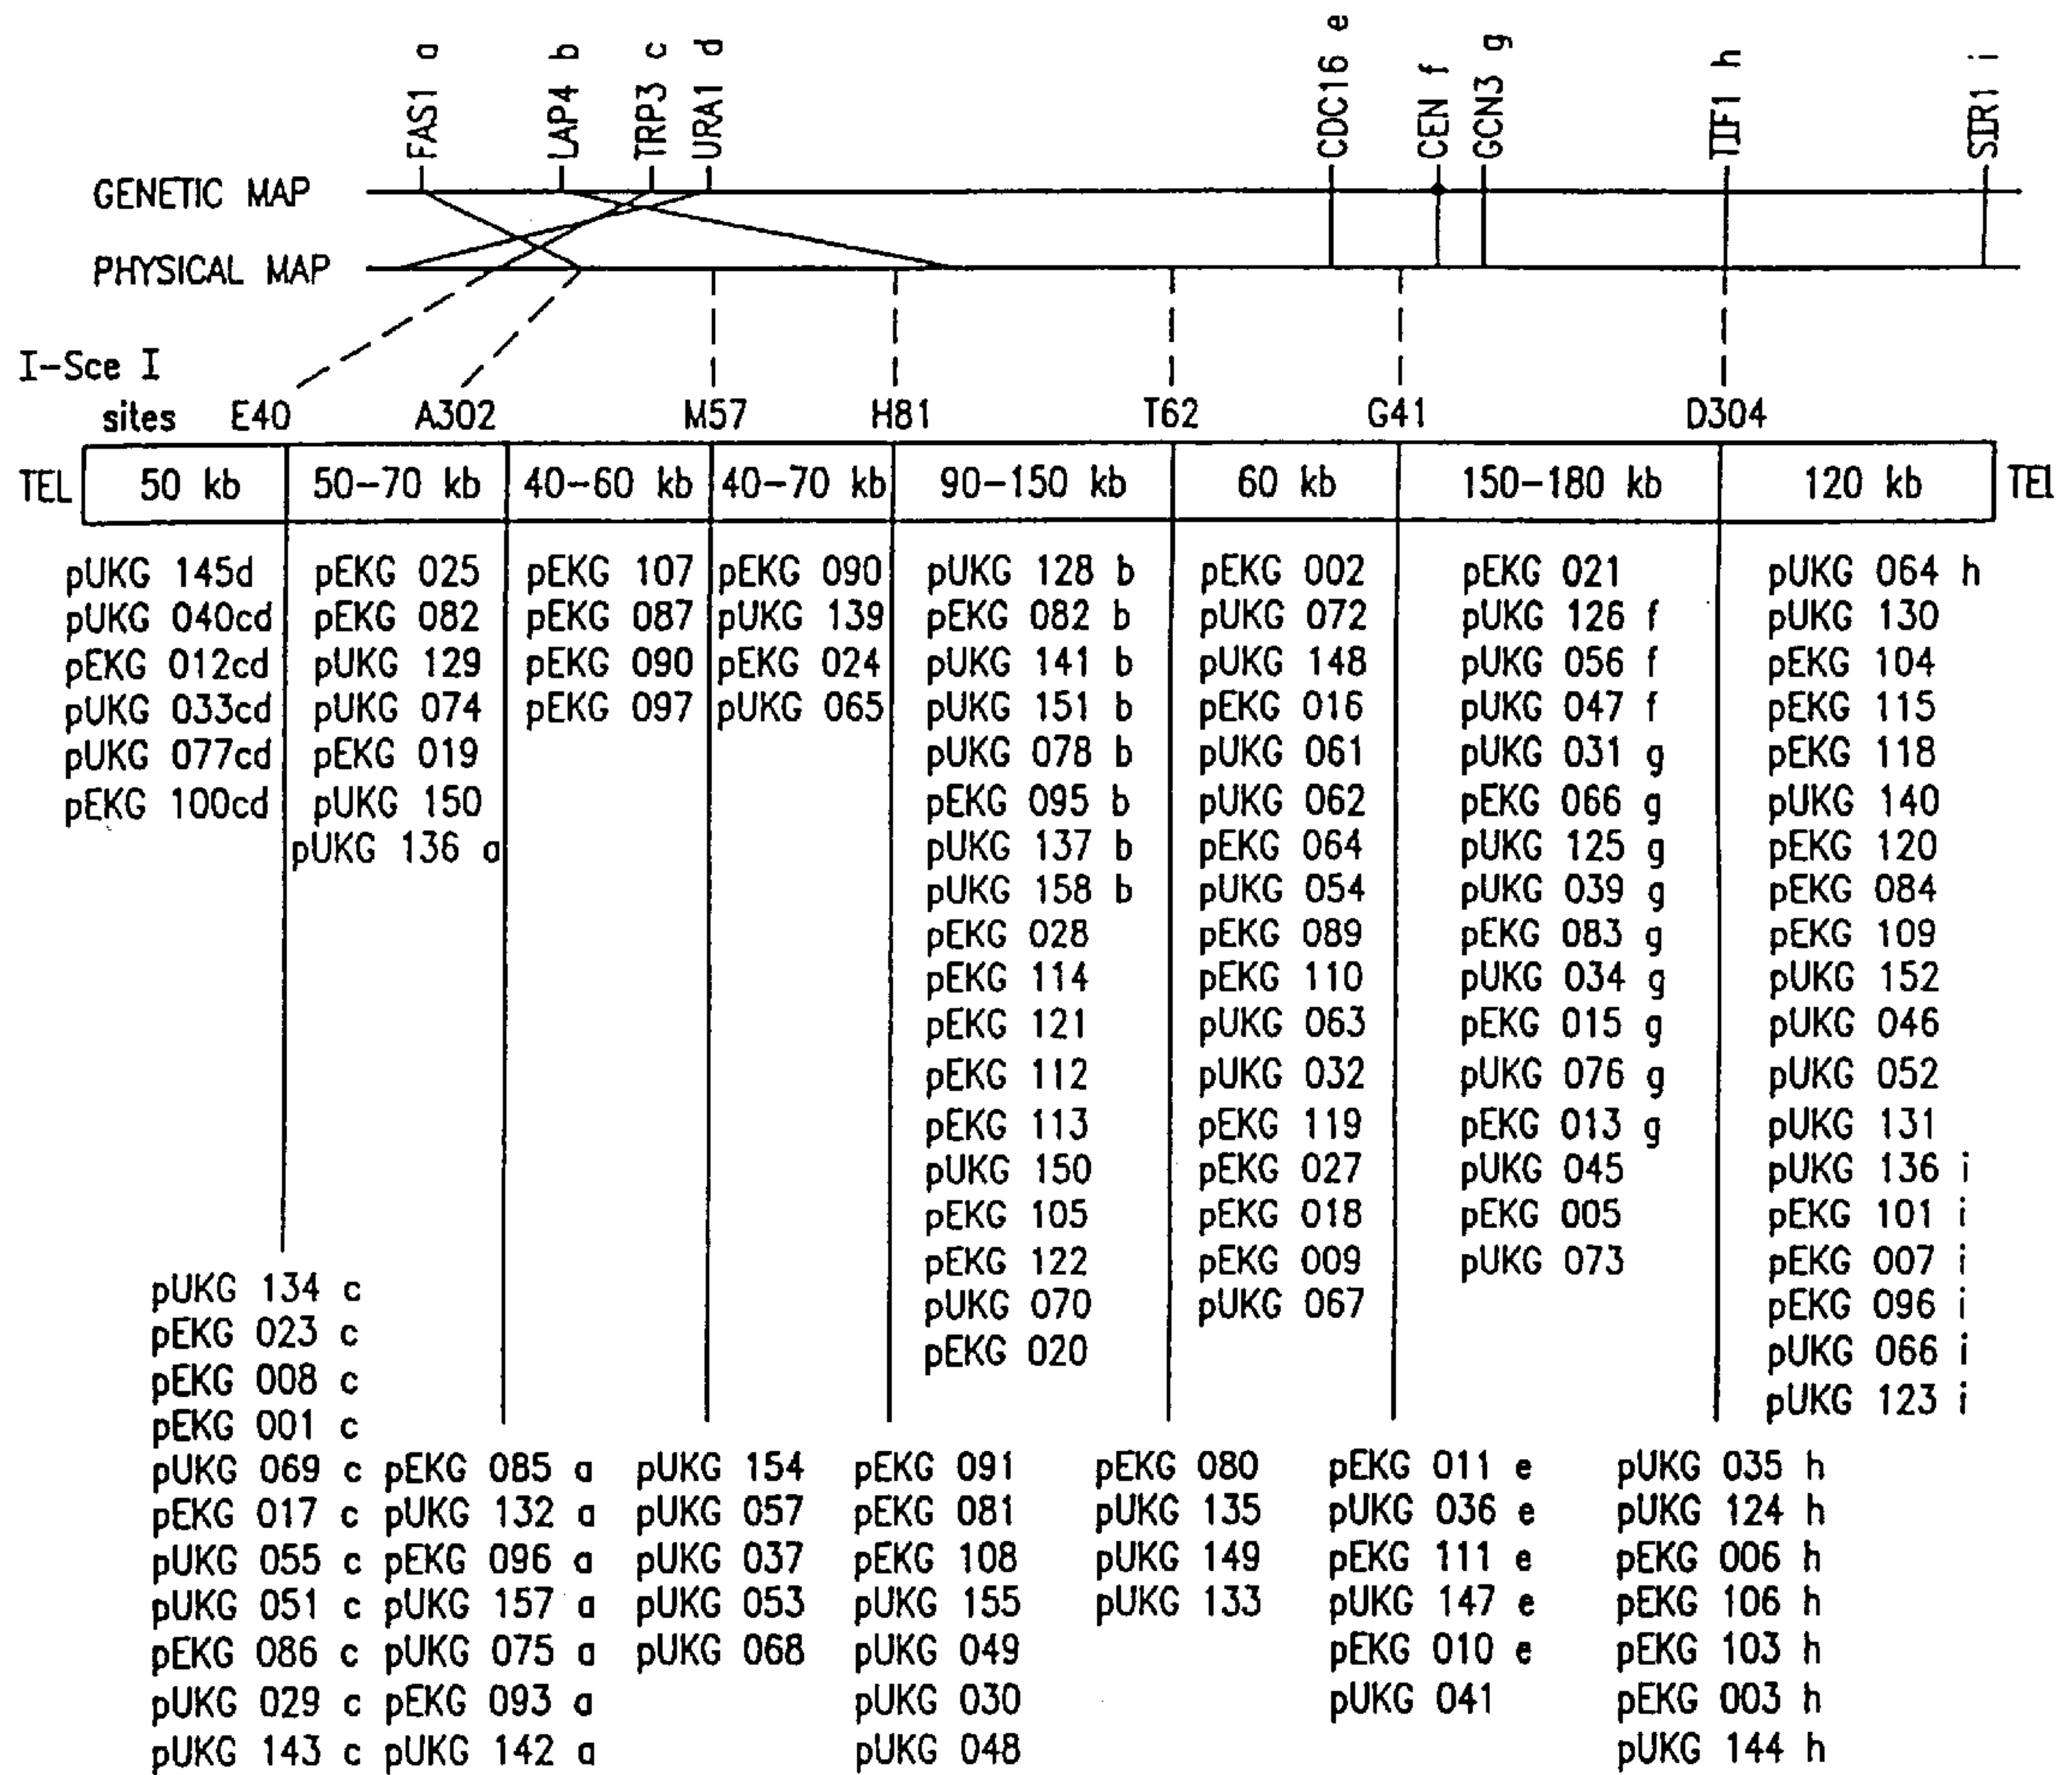 FAS1 a LAP4 b TRP3 c URA1 d CDC16 e CEN f GCN3 g TIF1 h SIR1 i
GENETIC MAP
PHYSICAL MAP
I-Sce I
sites E40 A302 M57 H81 T62 G41 D304
TEL 50 kb 50-70 kb 40-60 kb 40-70 kb 90-150 kb 60 kb 150-180 kb 120 kb TEL
pUKG 145d pEKG 025 pEKG 107 pEKG 090 pUKG 128 b pEKG 002 pEKG 021 pUKG 064 h
pUKG 040cd pEKG 082 pEKG 087 pUKG 139 pEKG 082 b pUKG 072 pUKG 126 f pUKG 130
pEKG 012cd pUKG 129 pEKG 090 pEKG 024 pUKG 141 b pUKG 148 pUKG 056 f pEKG 104
pUKG 033cd pUKG 074 pEKG 097 pUKG 065 pUKG 151 b pEKG 016 pUKG 047 f pEKG 115
pUKG 077cd pEKG 019 pUKG 078 b pUKG 061 pUKG 031 g pEKG 118
pEKG 100cd pUKG 150 pEKG 095 b pUKG 062 pEKG 066 g pUKG 140
pUKG 136 a pUKG 137 b pEKG 064 pUKG 125 g pEKG 120
pUKG 158 b pUKG 054 pUKG 039 g pEKG 084
pEKG 028 pEKG 089 pEKG 083 g pEKG 109
pEKG 114 pEKG 110 pUKG 034 g pUKG 152
pEKG 121 pUKG 063 pEKG 015 g pUKG 046
pEKG 112 pUKG 032 pUKG 076 g pUKG 052
pEKG 113 pEKG 119 pEKG 013 g pUKG 131
pUKG 150 pEKG 027 pUKG 045 pUKG 136 i
pEKG 105 pEKG 018 pEKG 005 pEKG 101 i
pEKG 122 pEKG 009 pUKG 073 pEKG 007 i
pUKG 134 c pUKG 070 pUKG 067 pEKG 096 i
pEKG 023 c pEKG 020 pUKG 066 i
pEKG 008 c pUKG 123 i
pEKG 001 c
pUKG 069 c pEKG 085 a pUKG 154 pEKG 091 pEKG 080 pEKG 011 e pUKG 035 h
pEKG 017 c pUKG 132 a pUKG 057 pEKG 081 pUKG 135 pUKG 036 e pUKG 124 h
pUKG 055 c pEKG 096 a pUKG 037 pEKG 108 pUKG 149 pEKG 111 e pEKG 006 h
pUKG 051 c pUKG 157 a pUKG 053 pUKG 155 pUKG 133 pUKG 147 e pEKG 106 h
pEKG 086 c pUKG 075 a pUKG 068 pUKG 049 pEKG 010 e pEKG 103 h
pUKG 029 c pEKG 093 a pUKG 030 pUKG 041 pEKG 003 h
pUKG 143 c pUKG 142 a pUKG 048 pUKG 144 h